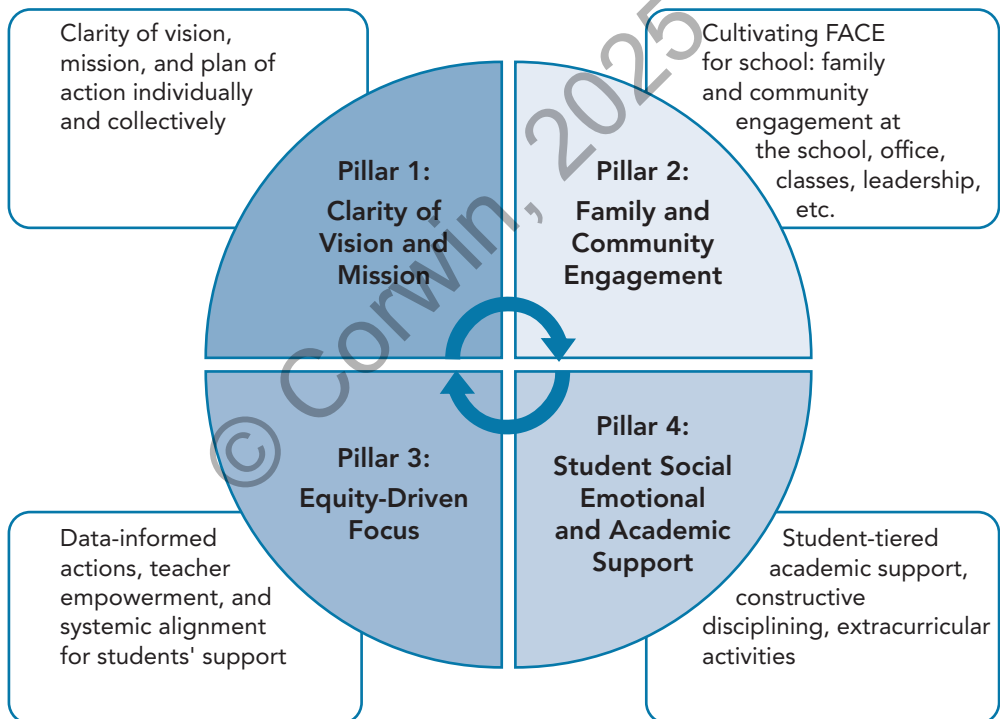 Clarity of vision,
mission, and plan of
action individually
and collectively
Cultivating FACE
for school: family
and community
engagement at
the school, office,
classes, leadership,
etc.
Pillar 1:
Clarity of
Vision and
Mission
Pillar 2:
Family and
Community
Engagement
Pillar 3:
Equity-Driven
Focus
Pillar 4:
Student Social
Emotional
and Academic
Support
Data-informed
actions, teacher
empowerment, and
systemic alignment
for students' support
Student-tiered
academic support,
constructive
disciplining, extracurricular
activities
© Corwin, 2025